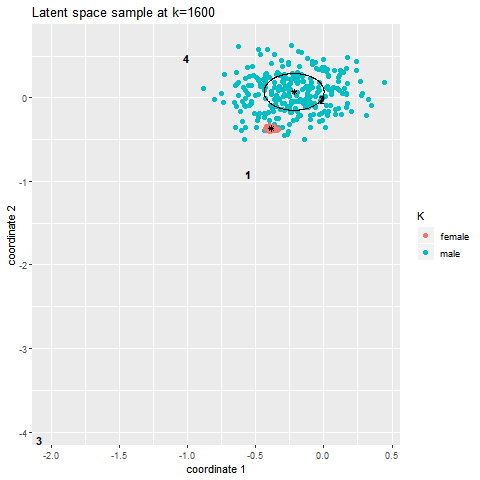 Latent space sample at k=1600
4
2
1
3
0
-1
-2
-3
-4
coordinate 2
-2.0 -1.5 -1.0 -0.5 0.0 0.5
coordinate 1
K
female
male